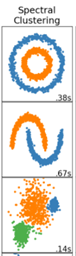 Spectral
Clustering
.38s
.67s
.14s